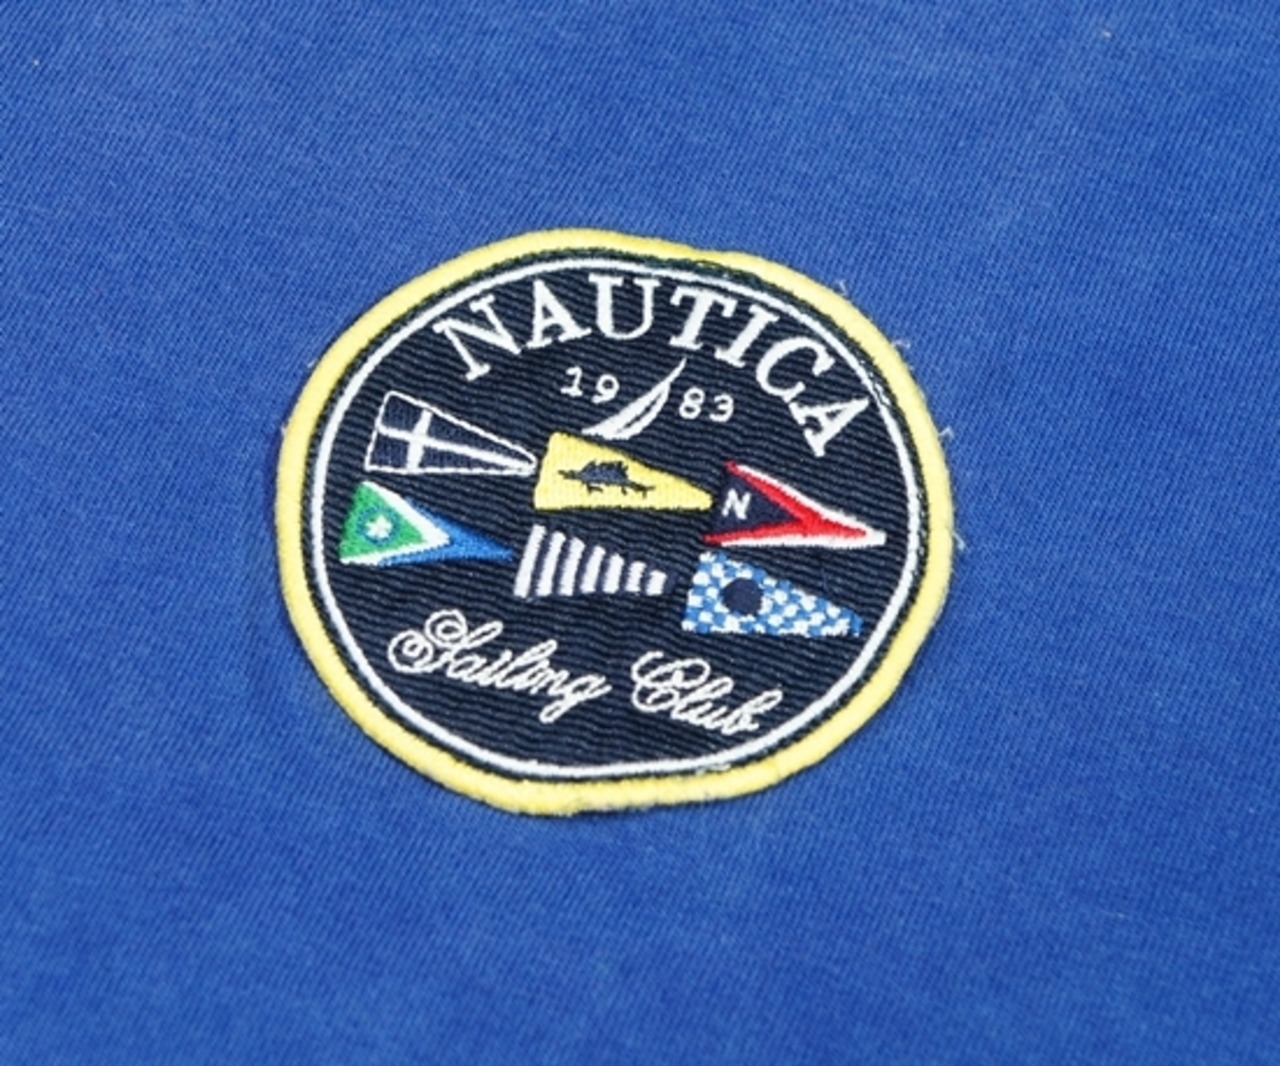 NAUTICA
19 83
N
Sailing Club